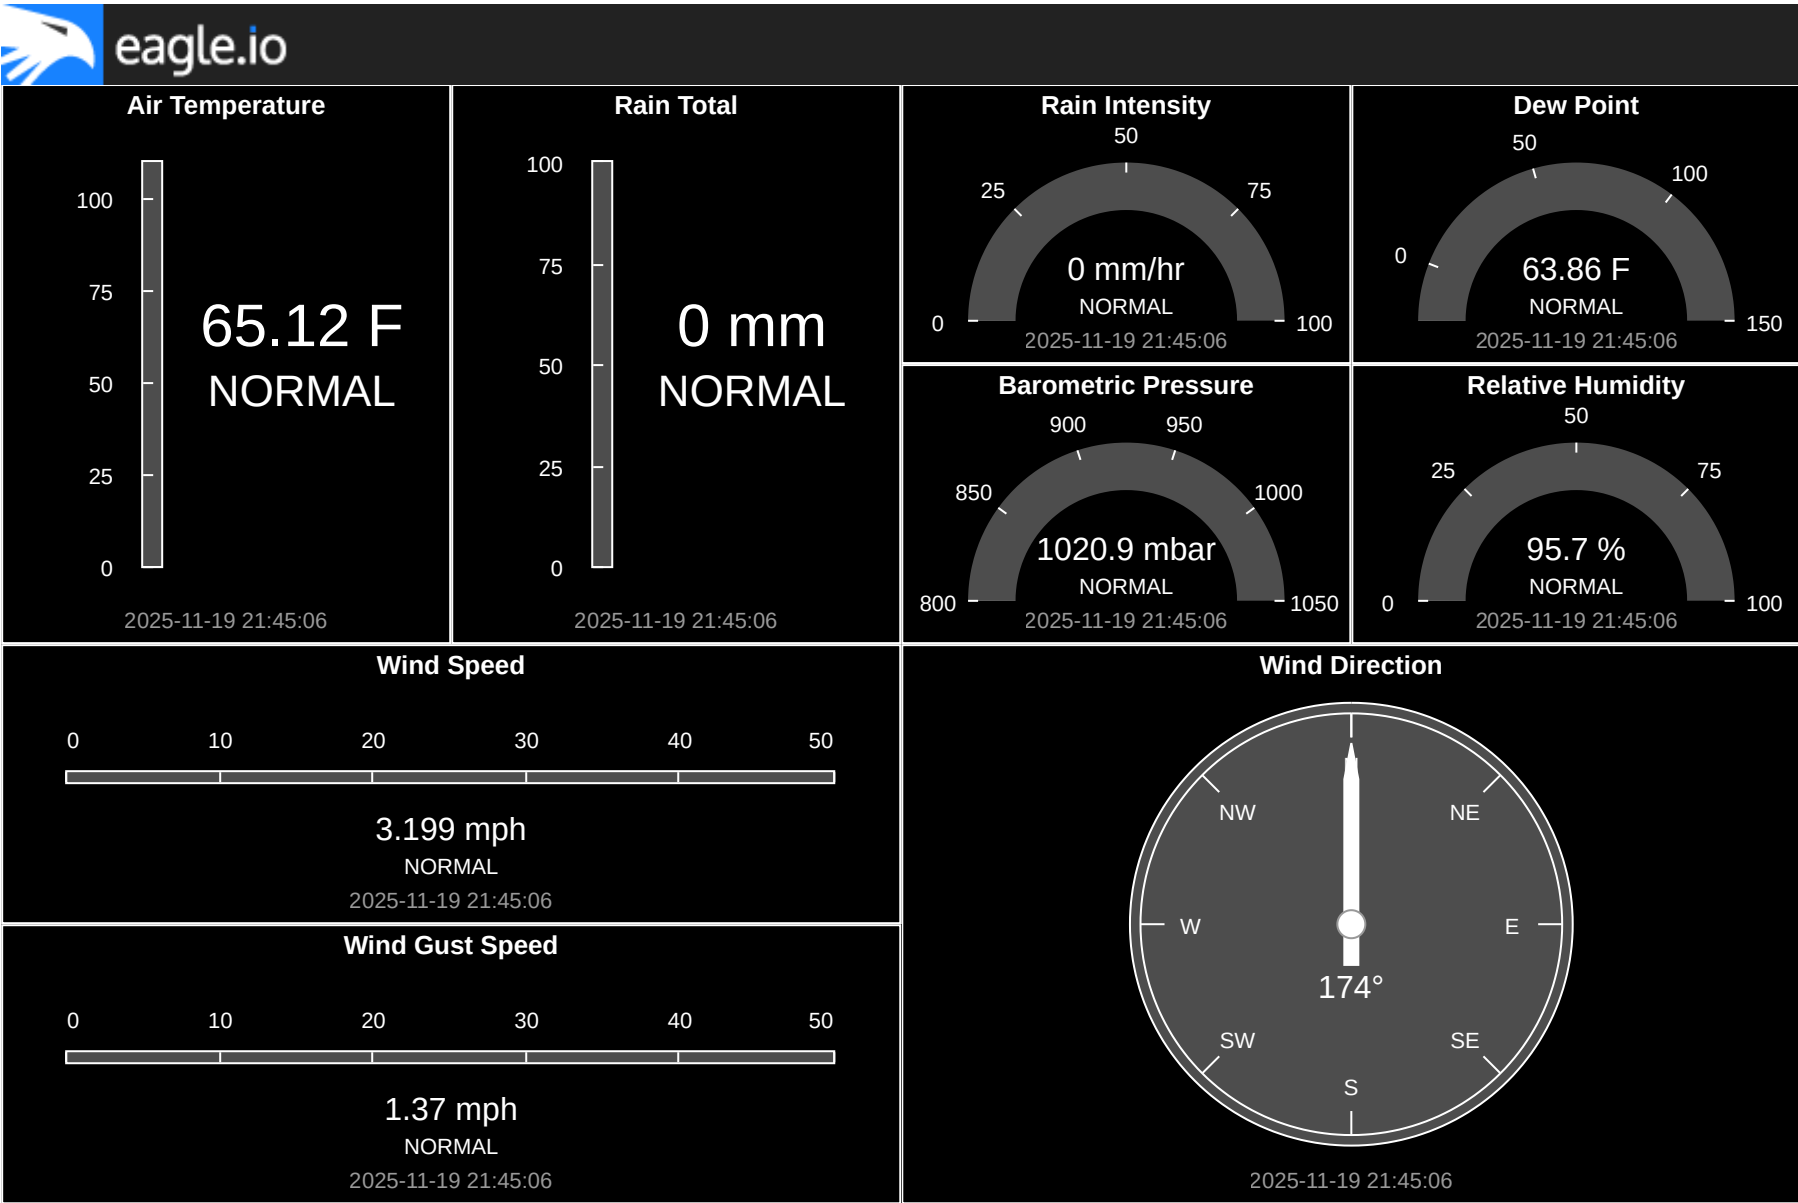 eagle.io
Air Temperature
100
75
50
25
0
65.12 F
NORMAL
2025-11-19 21:45:06
Rain Total
100
75
50
25
0
0 mm
NORMAL
2025-11-19 21:45:06
Rain Intensity
50
25
75
0
100
0 mm/hr
NORMAL
2025-11-19 21:45:06
Dew Point
50
100
0
150
63.86 F
NORMAL
2025-11-19 21:45:06
Barometric Pressure
900
950
850
1000
800
1050
1020.9 mbar
NORMAL
2025-11-19 21:45:06
Relative Humidity
50
25
75
0
100
95.7 %
NORMAL
2025-11-19 21:45:06
Wind Speed
0 10 20 30 40 50
3.199 mph
NORMAL
2025-11-19 21:45:06
Wind Gust Speed
0 10 20 30 40 50
1.37 mph
NORMAL
2025-11-19 21:45:06
Wind Direction
NW
NE
W
E
174°
SW
SE
S
2025-11-19 21:45:06